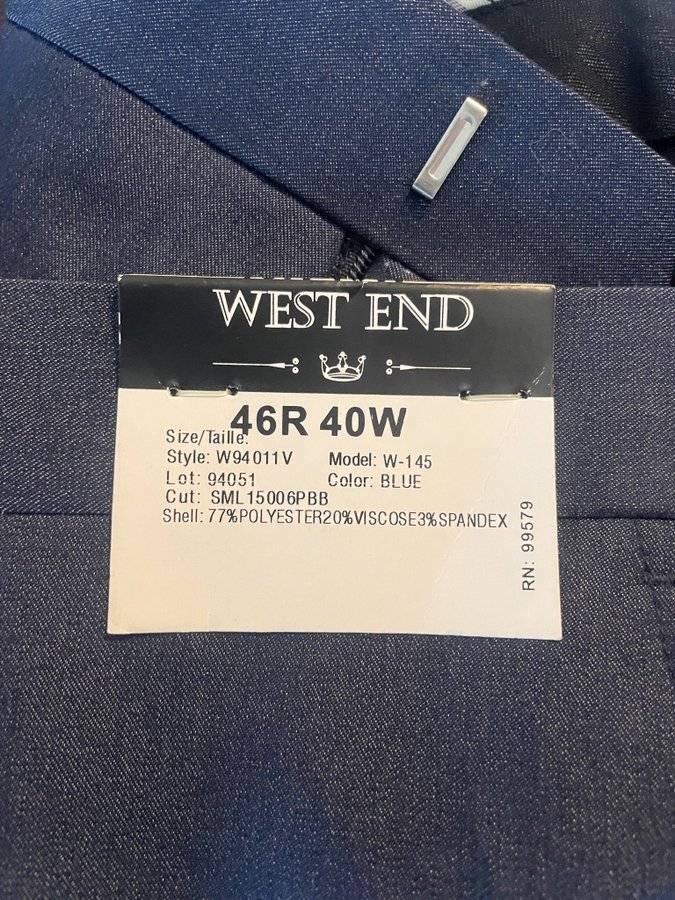 WEST END
46R 40W
Size/Taille:
Style: W94011V Model: W-145
Lot: 94051 Color: BLUE
Cut: SML15006PBB
Shell: 77%POLYESTER20%VISCOSE3%SPANDEX
RN: 99579